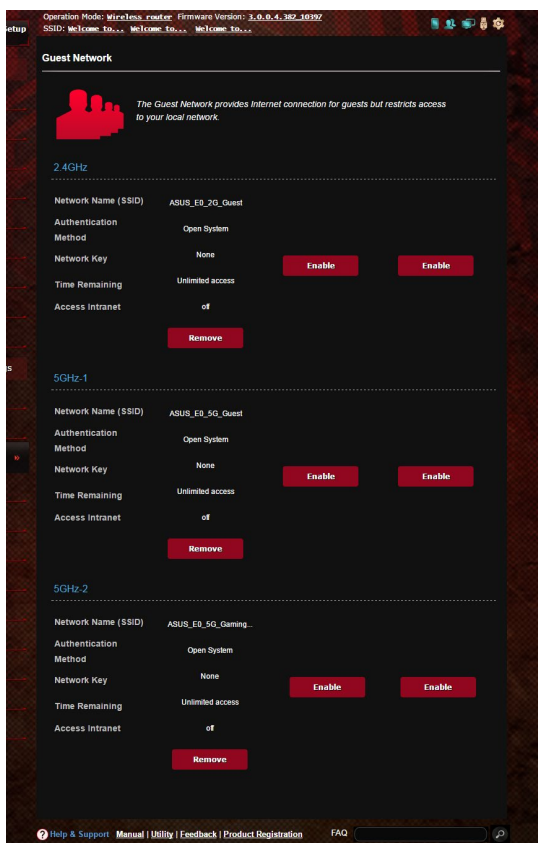 Operation Mode: Wireless router Firmware Version: 3.0.0.4.382_10397
Setup
SSID: Welcome to... Welcome to... Welcome to...
Guest Network
The Guest Network provides Internet connection for guests but restricts access
to your local network.
2.4GHz
Network Name (SSID) ASUS_E0_2G_Guest
Authentication
Method Open System
Network Key None
Enable Enable
Time Remaining Unlimited access
Access Intranet off
Remove
5GHz-1
Network Name (SSID) ASUS_E0_5G_Guest
Authentication
Method Open System
Network Key None
Enable Enable
Time Remaining Unlimited access
Access Intranet off
Remove
5GHz-2
Network Name (SSID) ASUS_E0_5G_Gaming...
Authentication
Method Open System
Network Key None
Enable Enable
Time Remaining Unlimited access
Access Intranet off
Remove
? Help & Support Manual | Utility | Feedback | Product Registration FAQ